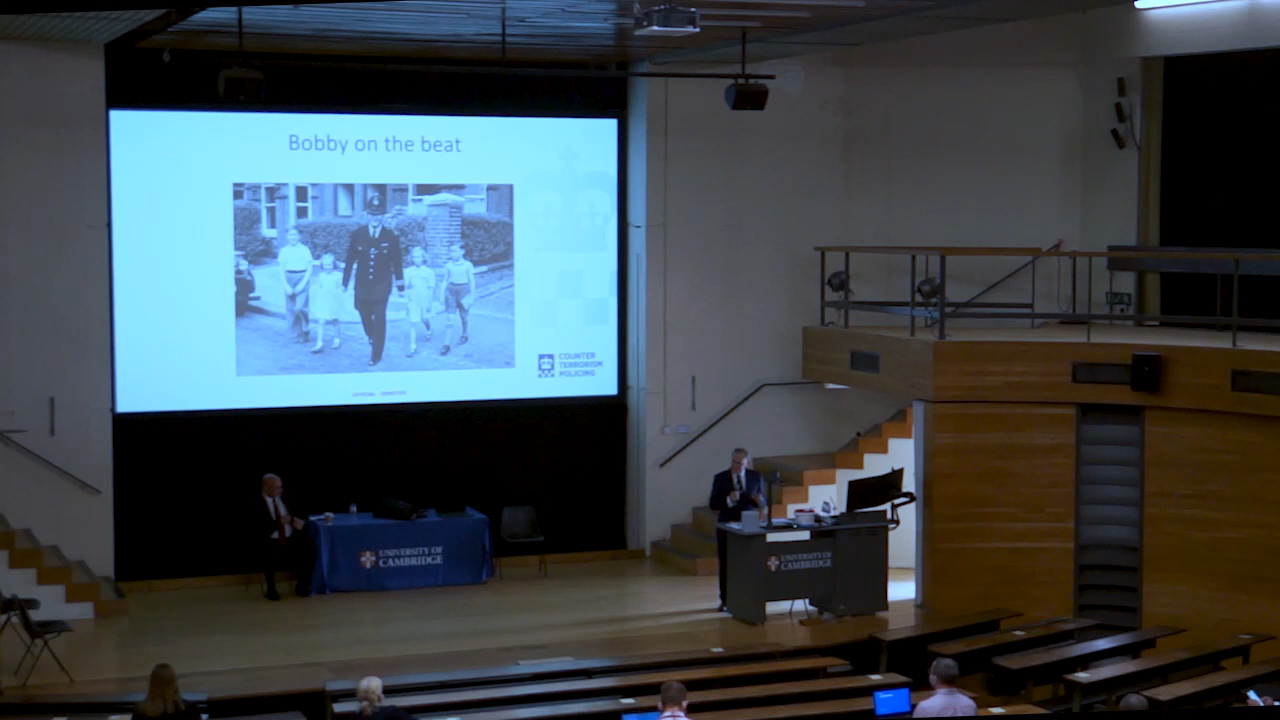 Bobby on the beat
COUNTER
TERRORISM
POLICING
UNIVERSITY OF
CAMBRIDGE
UNIVERSITY OF
CAMBRIDGE